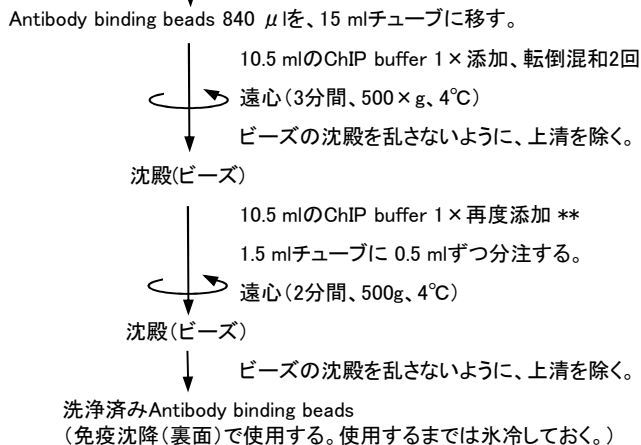 Antibody binding beads 840 μlを、15 mlチューブに移す。
10.5 mlのChIP buffer 1×添加、転倒混和2回
遠心（3分間、500×g、4℃）
ビーズの沈殿を乱さないように、上清を除く。
沈殿(ビーズ)
10.5 mlのChIP buffer 1×再度添加 **
1.5 mlチューブに 0.5 mlずつ分注する。
遠心（2分間、500g、4℃）
沈殿（ビーズ）
ビーズの沈殿を乱さないように、上清を除く。
洗浄済みAntibody binding beads
（免疫沈降（裏面）で使用する。使用するまでは氷冷しておく。）